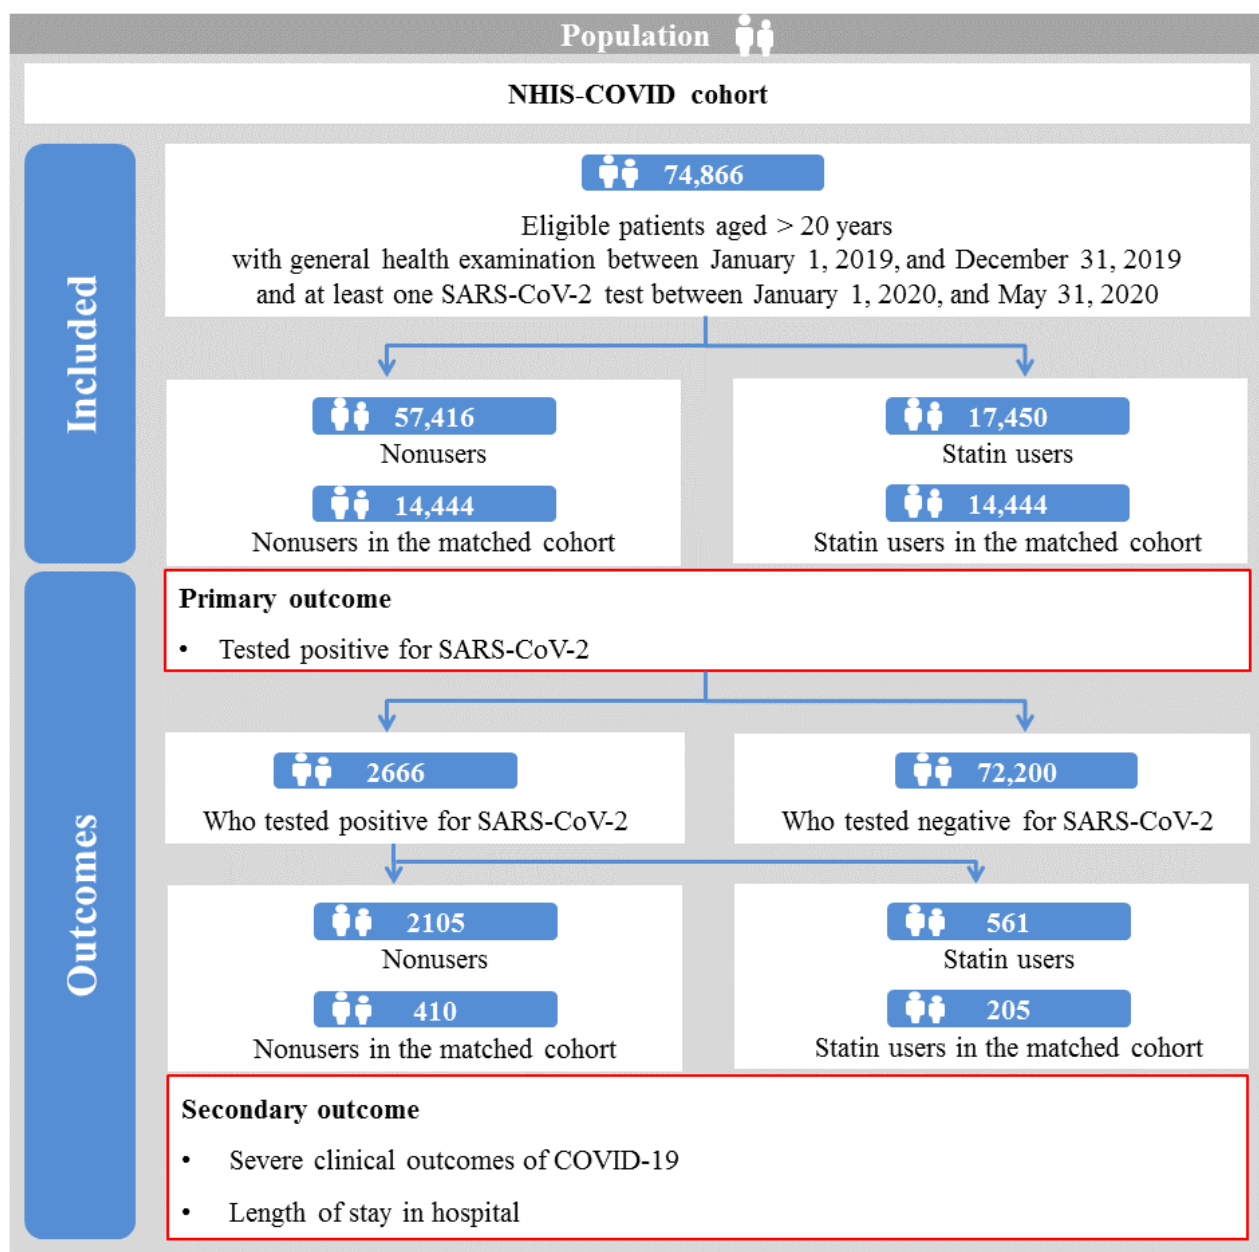 Population
NHIS-COVID cohort
Included
74,866
Eligible patients aged > 20 years
with general health examination between January 1, 2019, and December 31, 2019
and at least one SARS-CoV-2 test between January 1, 2020, and May 31, 2020
57,416
Nonusers
14,444
Nonusers in the matched cohort
17,450
Statin users
14,444
Statin users in the matched cohort
Outcomes
Primary outcome
• Tested positive for SARS-CoV-2
2666
Who tested positive for SARS-CoV-2
72,200
Who tested negative for SARS-CoV-2
2105
Nonusers
410
Nonusers in the matched cohort
561
Statin users
205
Statin users in the matched cohort
Secondary outcome
• Severe clinical outcomes of COVID-19
• Length of stay in hospital